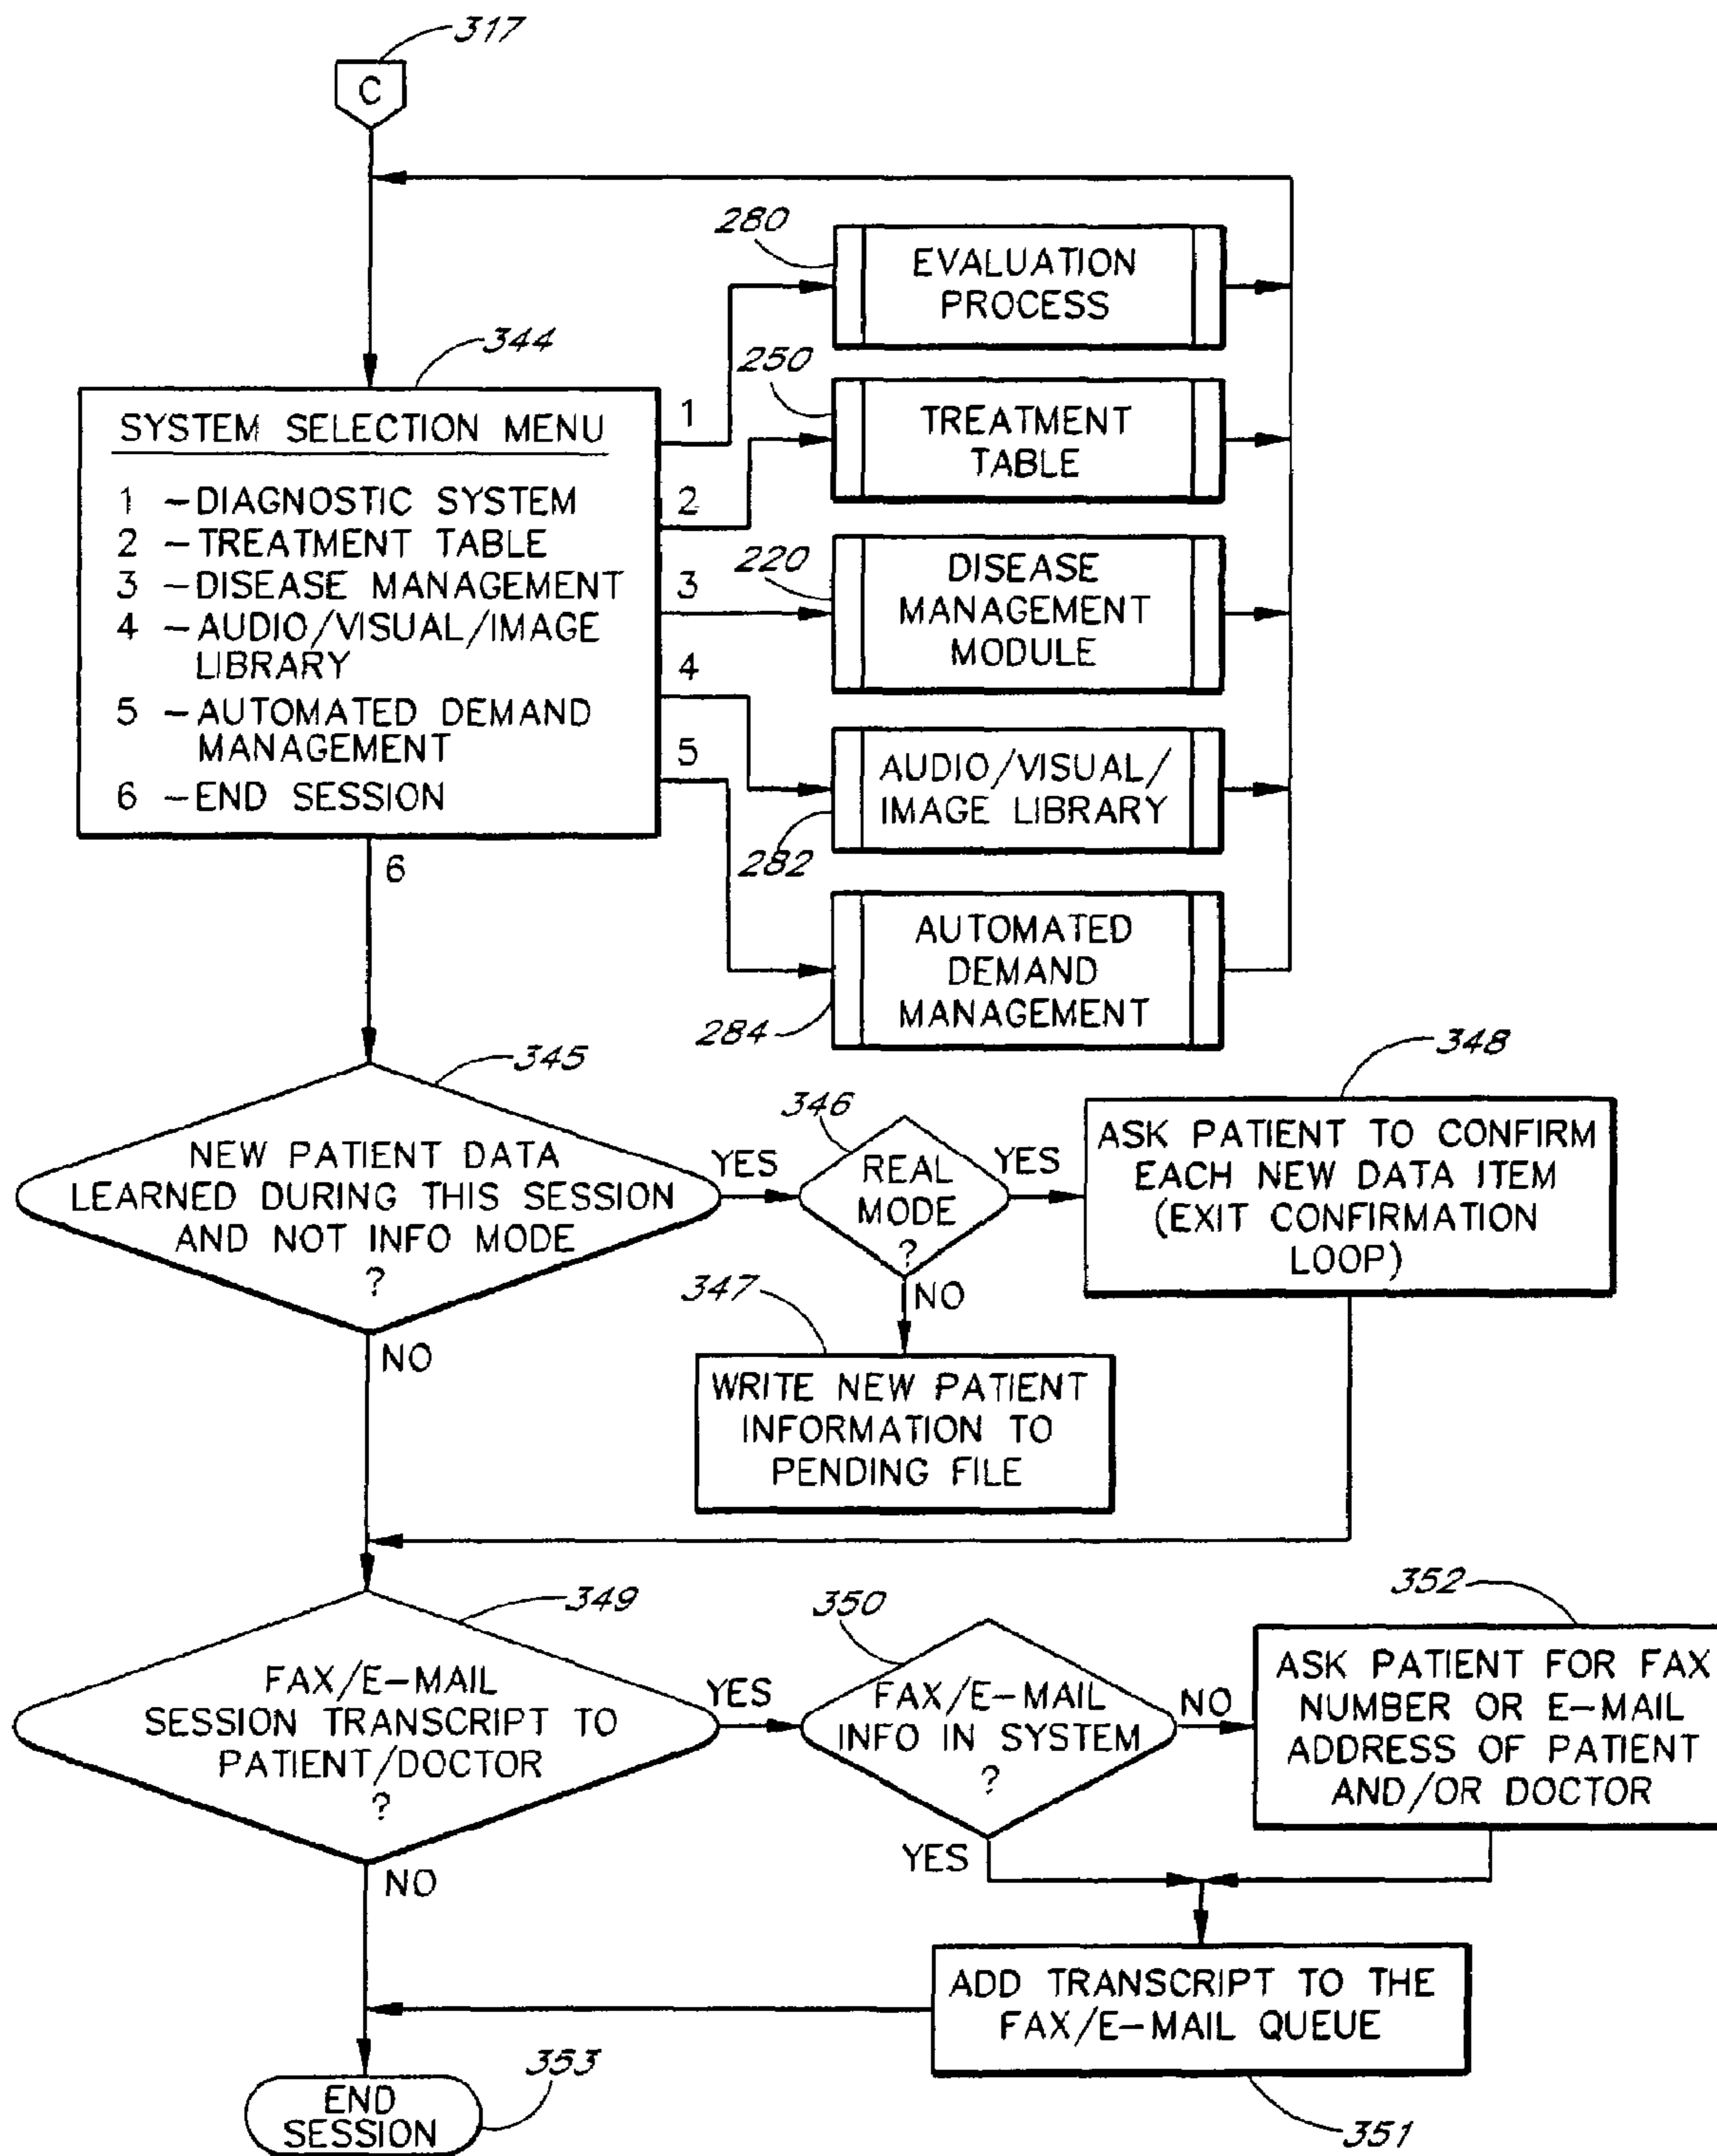 317
C
280
EVALUATION
PROCESS
344
250
TREATMENT
TABLE
SYSTEM SELECTION MENU
1 -DIAGNOSTIC SYSTEM
2 -TREATMENT TABLE
3 -DISEASE MANAGEMENT
4 -AUDIO/VISUAL/IMAGE
LIBRARY
5 -AUTOMATED DEMAND
MANAGEMENT
6 -END SESSION
1
2
3
4
5
6
220
DISEASE
MANAGEMENT
MODULE
AUDIO/VISUAL/
IMAGE LIBRARY
282
AUTOMATED
DEMAND
MANAGEMENT
284
345
NEW PATIENT DATA
LEARNED DURING THIS SESSION
AND NOT INFO MODE
?
YES
NO
346
REAL
MODE
?
YES
NO
348
ASK PATIENT TO CONFIRM
EACH NEW DATA ITEM
(EXIT CONFIRMATION
LOOP)
347
WRITE NEW PATIENT
INFORMATION TO
PENDING FILE
349
FAX/E-MAIL
SESSION TRANSCRIPT TO
PATIENT/DOCTOR
?
YES
NO
350
FAX/E-MAIL
INFO IN SYSTEM
?
NO
YES
352
ASK PATIENT FOR FAX
NUMBER OR E-MAIL
ADDRESS OF PATIENT
AND/OR DOCTOR
ADD TRANSCRIPT TO THE
FAX/E-MAIL QUEUE
351
353
END
SESSION